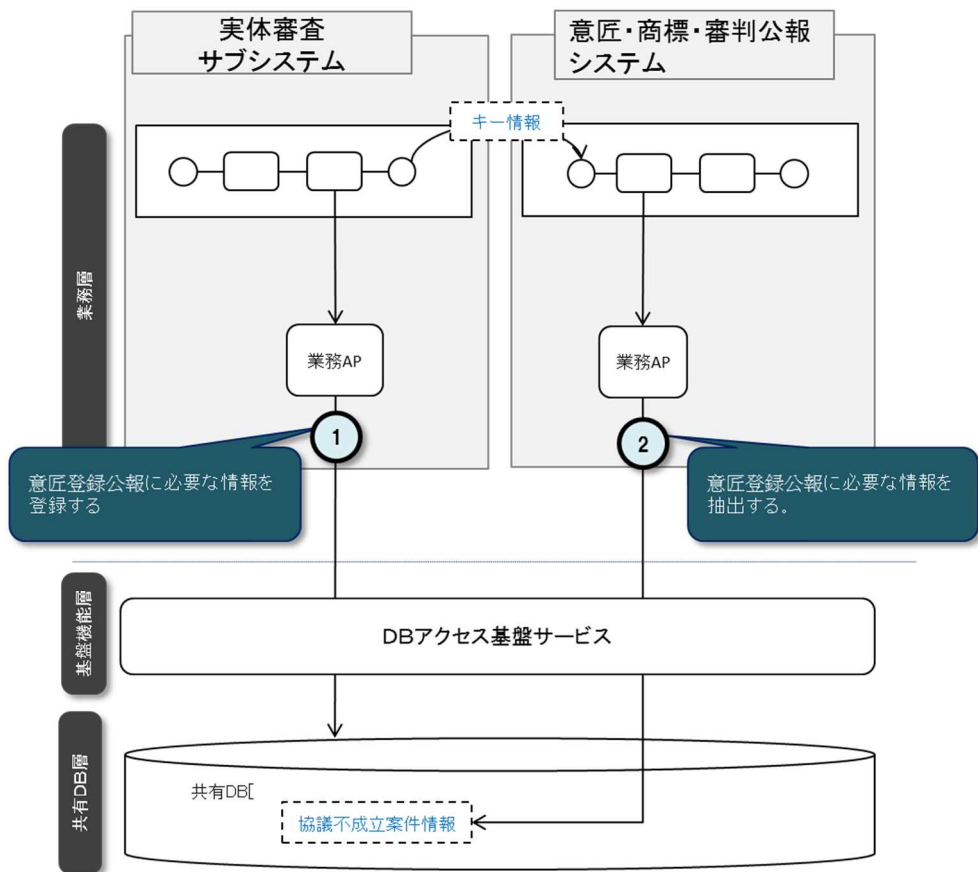 実体審査
サブシステム
意匠・商標・審判公報
システム
キー情報
業務層
業務AP
業務AP
1
2
意匠登録公報に必要な情報を
登録する
意匠登録公報に必要な情報を
抽出する。
基盤機能層
DBアクセス基盤サービス
共有DB層
共有DB[
協議不成立案件情報